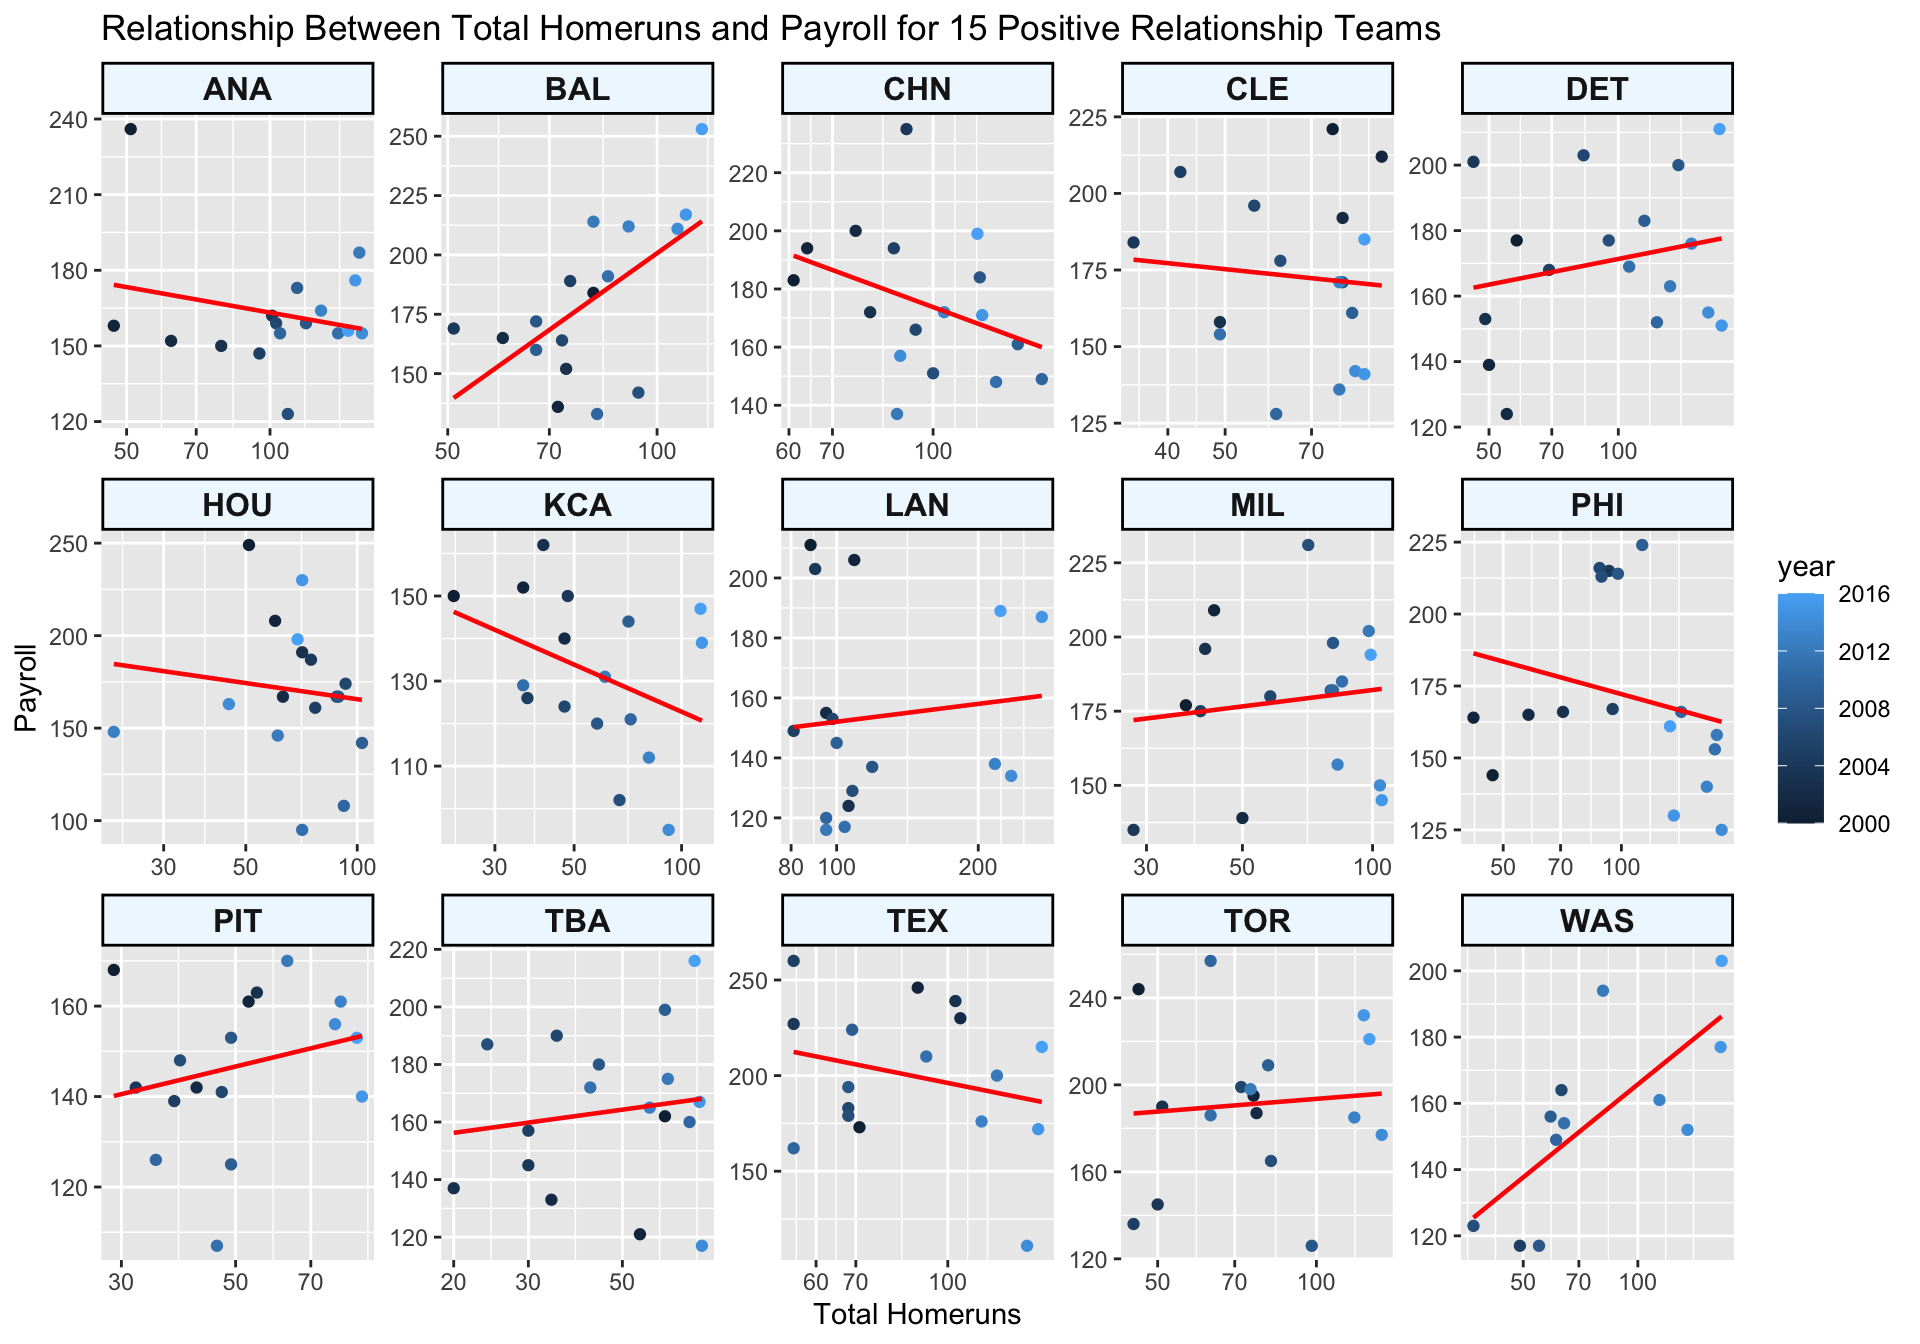 Relationship Between Total Homeruns and Payroll for 15 Positive Relationship Teams
ANA
BAL
CHN
CLE
DET
240
210
180
150
120
50 70 100
250
225
200
175
150
50 70 100
220
200
180
160
140
60 70 100
225
200
175
150
125
40 50 70
200
180
160
140
120
50 70 100
HOU
KCA
LAN
MIL
PHI
250
200
150
100
30 50 100
150
130
110
30 50 100
200
180
160
140
120
80 100 200
225
200
175
150
30 50 100
225
200
175
150
125
50 70 100
PIT
TBA
TEX
TOR
WAS
160
140
120
30 50 70
220
200
180
160
140
120
20 30 50
250
200
150
60 70 100
240
200
160
120
50 70 100
200
180
160
140
120
50 70 100
Payroll
Total Homeruns
year
2016
2012
2008
2004
2000